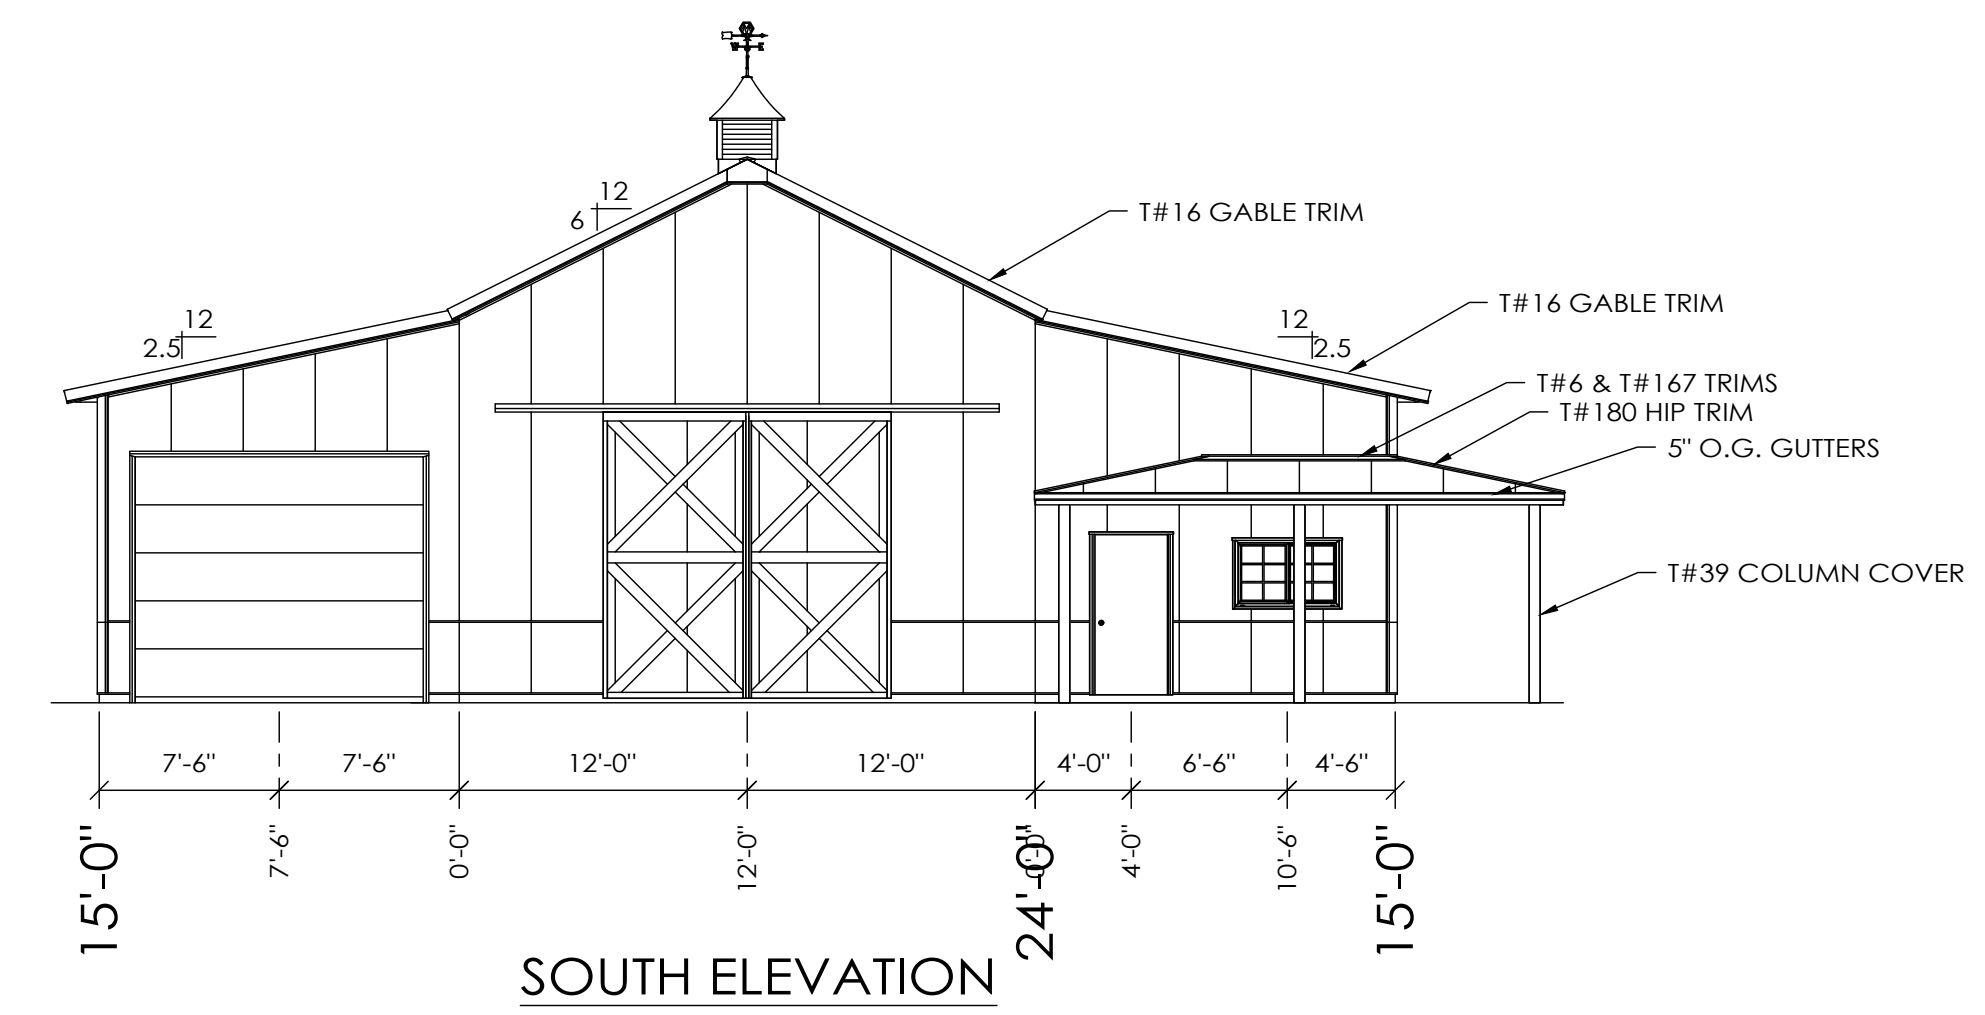 12
6
T#16 GABLE TRIM
T#16 GABLE TRIM
12
2.5
12
2.5
T#6 & T#167 TRIMS
T#180 HIP TRIM
5" O.G. GUTTERS
T#39 COLUMN COVER
7'-6" 7'-6" 12'-0" 12'-0" 4'-0" 6'-6" 4'-6"
15'-0" 7'-6" 0'-0" 12'-0" 24'-0" 0'-0" 4'-0" 10'-6" 15'-0"
SOUTH ELEVATION